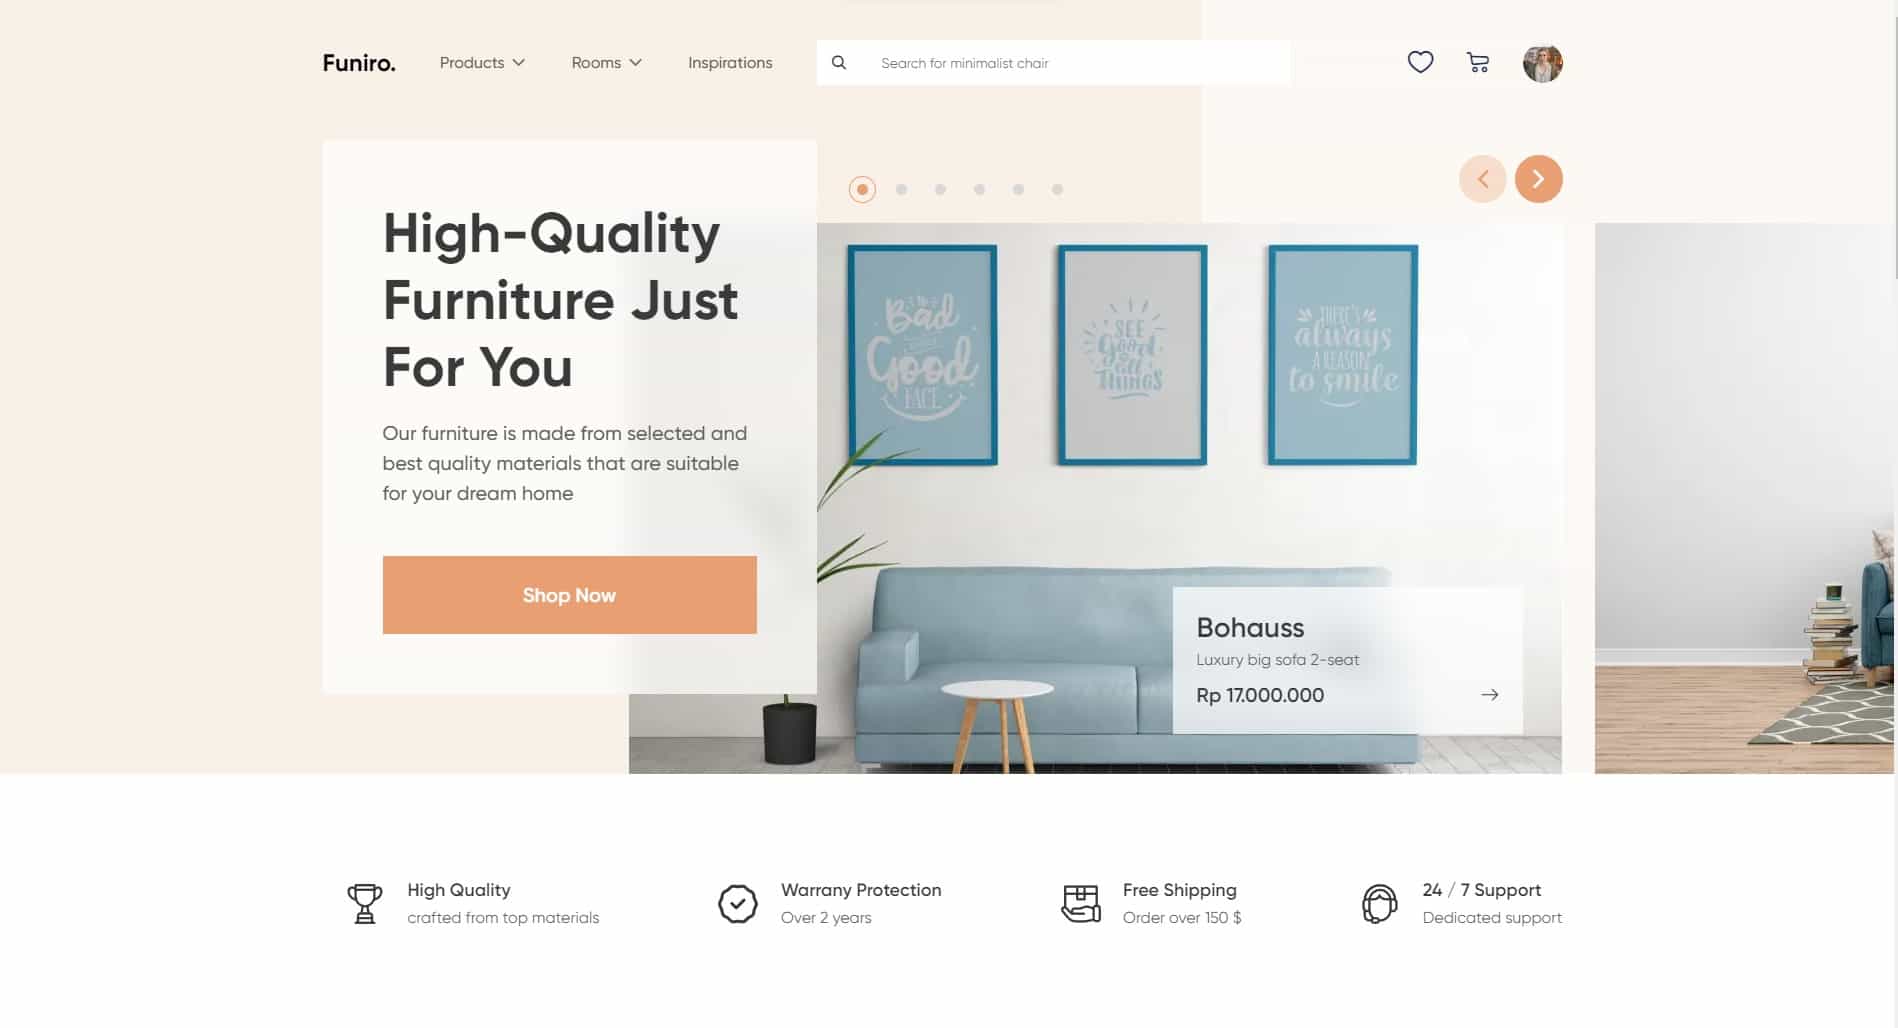 Funiro.
Products
Rooms
Inspirations
Search for minimalist chair
High-Quality
Furniture Just
For You
Our furniture is made from selected and
best quality materials that are suitable
for your dream home
Shop Now
Bad
Good
FACE
SEE
Good
all
THINGS
THERE'S
always
A REASON
to smile
Bohauss
Luxury big sofa 2-seat
Rp 17.000.000
High Quality
crafted from top materials
Warrany Protection
Over 2 years
Free Shipping
Order over 150 $
24 / 7 Support
Dedicated support